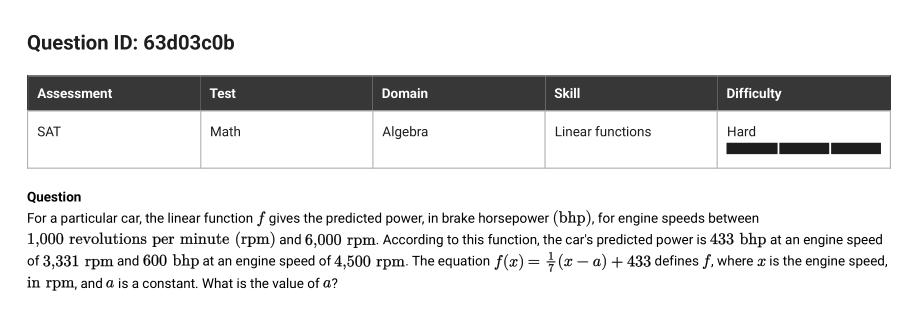 Question ID: 63d03c0b
Assessment Test Domain Skill Difficulty
SAT Math Algebra Linear functions Hard
Question
For a particular car, the linear function f gives the predicted power, in brake horsepower (bhp), for engine speeds between
1,000 revolutions per minute (rpm) and 6,000 rpm. According to this function, the car's predicted power is 433 bhp at an engine speed
of 3,331 rpm and 600 bhp at an engine speed of 4,500 rpm. The equation f(x) = 1/7(x − a) + 433 defines f, where x is the engine speed,
in rpm, and a is a constant. What is the value of a?